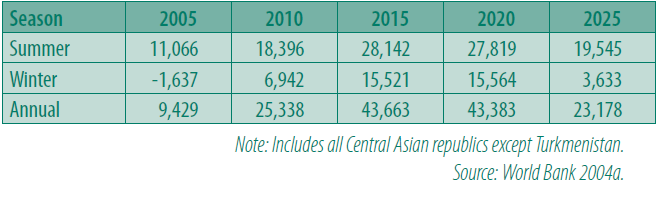 Season 2005 2010 2015 2020 2025
Summer 11,066 18,396 28,142 27,819 19,545
Winter -1,637 6,942 15,521 15,564 3,633
Annual 9,429 25,338 43,663 43,383 23,178
Note: Includes all Central Asian republics except Turkmenistan.
Source: World Bank 2004a.